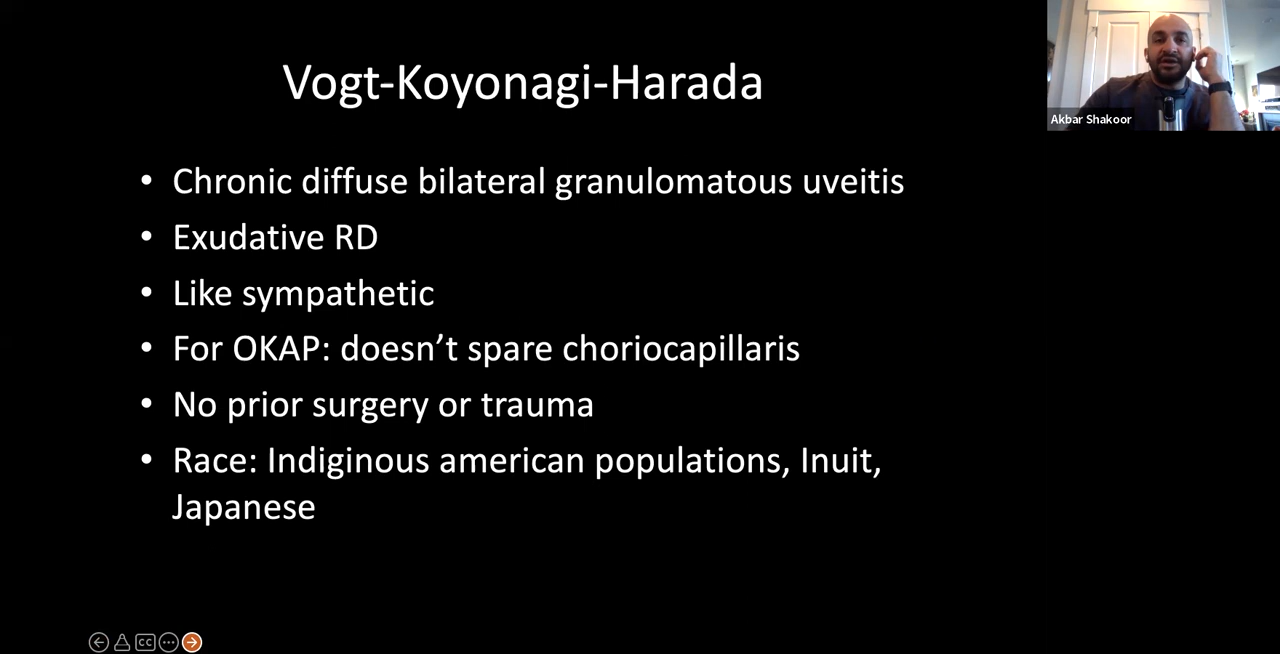 Vogt-Koyonagi-Harada
Akbar Shakoor
• Chronic diffuse bilateral granulomatous uveitis
• Exudative RD
• Like sympathetic
• For OKAP: doesn’t spare choriocapillaris
• No prior surgery or trauma
• Race: Indiginous american populations, Inuit,
Japanese
CC